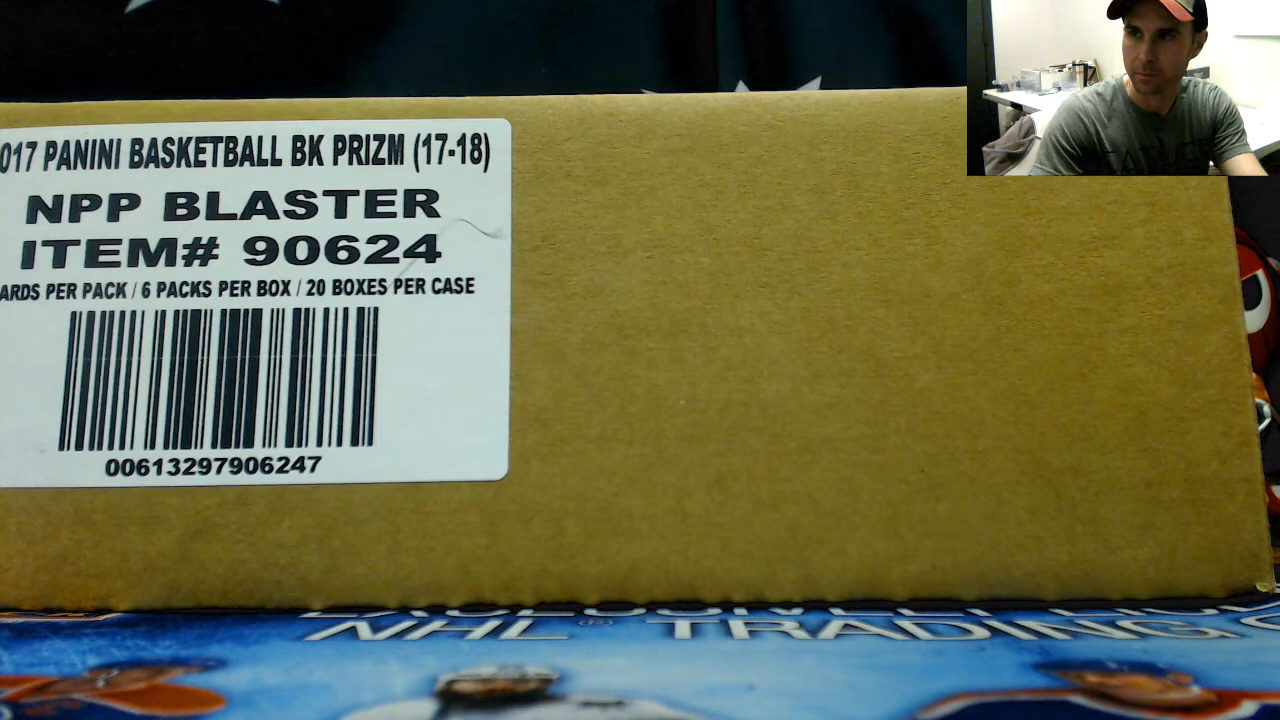 017 PANINI BASKETBALL BK PRIZM (17-18)
NPP BLASTER
ITEM# 90624
ARDS PER PACK / 6 PACKS PER BOX / 20 BOXES PER CASE
00613297906247
NHL ® TRADING